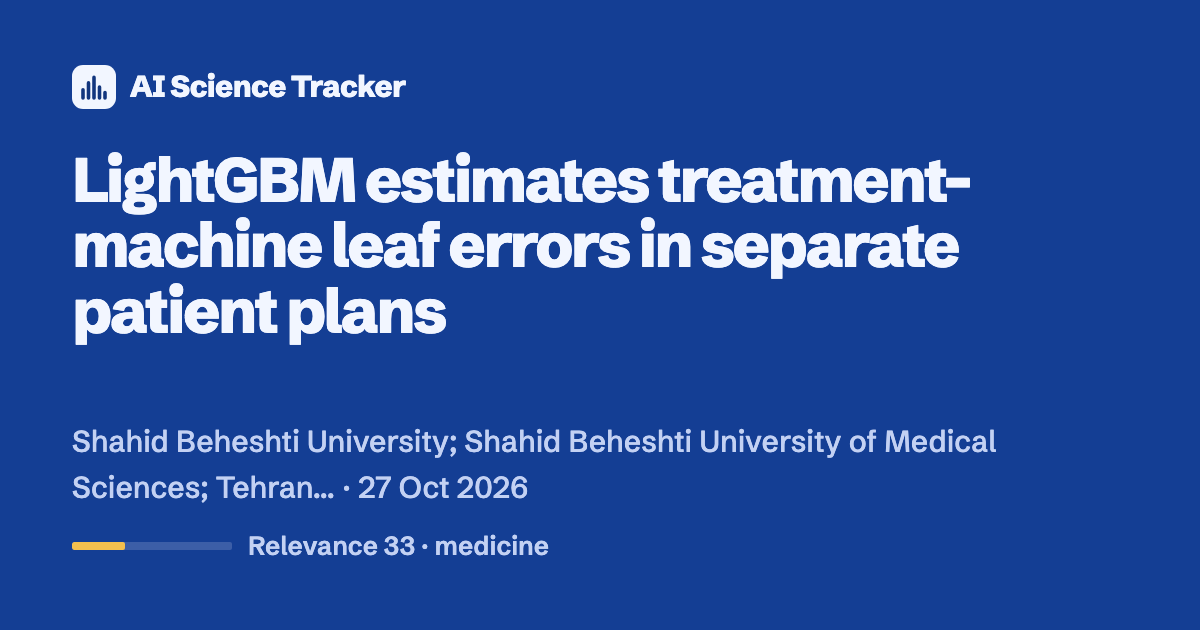 AI Science Tracker
LightGBM estimates treatment-
machine leaf errors in separate
patient plans
Shahid Beheshti University; Shahid Beheshti University of Medical
Sciences; Tehran... · 27 Oct 2026
Relevance 33 · medicine